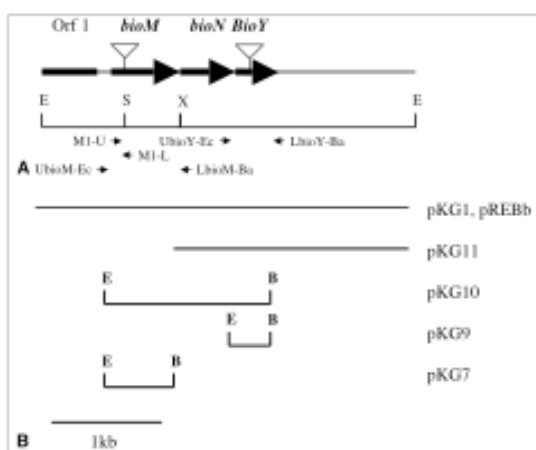 Orf 1 bioM bioN BioY
E S X E
M1-U UbioY-Ec LbioY-Ba
M1-L
A UbioM-Ec LbioM-Ba
pKG1, pREBb
pKG11
E B
pKG10
E B
pKG9
E B
pKG7
B 1kb